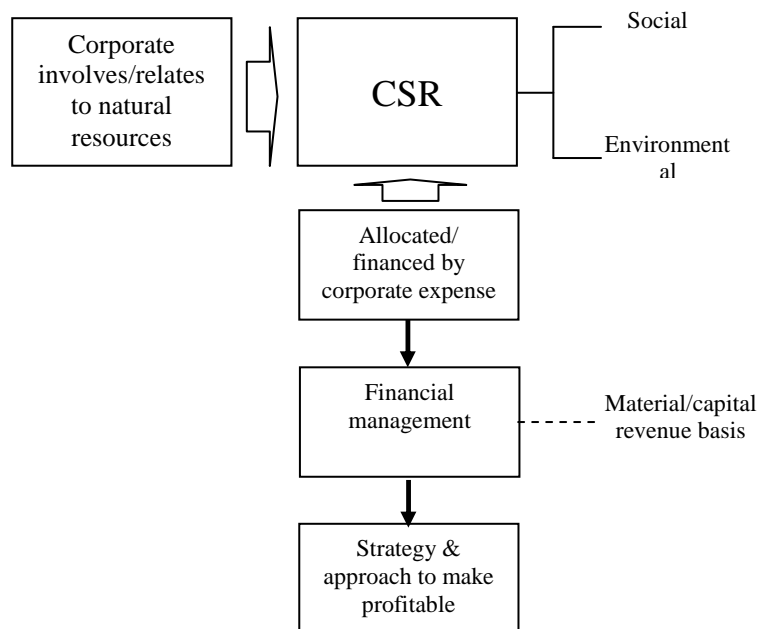 Corporate
involves/relates
to natural
resources
CSR
Social
Environment
al
Allocated/
financed by
corporate expense
Financial
management
Material/capital
revenue basis
Strategy &
approach to make
profitable